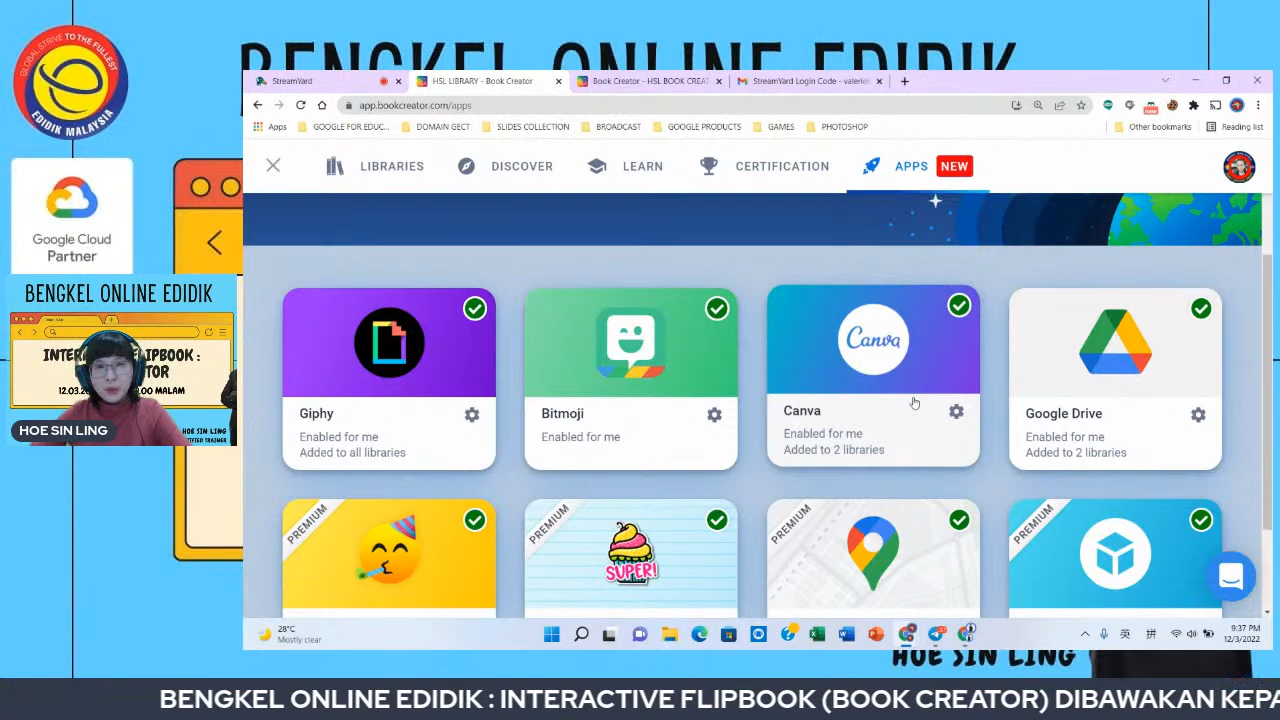 BENGKEL ONLINE EDIDIK
GLOBAL STRIVE TO THE FULLEST
EDIDIK MALAYSIA
Google Cloud
Partner
BENGKEL ONLINE EDIDIK
HOE SIN LING
StreamYard
HSL LIBRARY - Book Creator
Book Creator - HSL BOOK CREAT
StreamYard Login Code - valerie
app.bookcreator.com/apps
Apps
GOOGLE FOR EDUC...
DOMAIN GECT
SLIDES COLLECTION
BROADCAST
GOOGLE PRODUCTS
GAMES
PHOTOSHOP
Other bookmarks
Reading list
LIBRARIES
DISCOVER
LEARN
CERTIFICATION
APPS
NEW
Giphy
Enabled for me
Added to all libraries
Bitmoji
Enabled for me
Canva
Canva
Enabled for me
Added to 2 libraries
Google Drive
Enabled for me
Added to 2 libraries
PREMIUM
PREMIUM
SUPER!
PREMIUM
PREMIUM
28°C
Mostly clear
英
拼
9:37 PM
12/3/2022
HOE SIN LING
BENGKEL ONLINE EDIDIK : INTERACTIVE FLIPBOOK (BOOK CREATOR) DIBAWAKAN KEPA